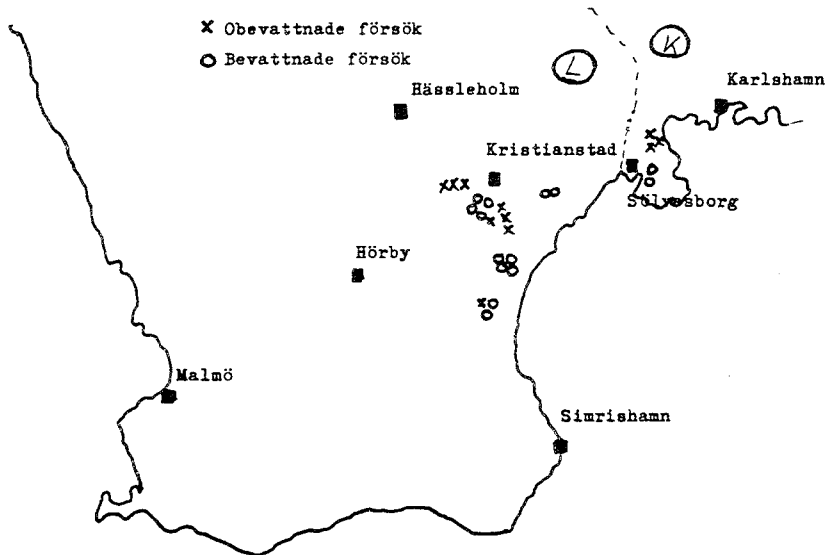 x Obevattnade försök
o Bevattnade försök
L
K
Karlshamn
Hässleholm
Kristianstad
Sölvesborg
Hörby
Malmö
Simrishamn